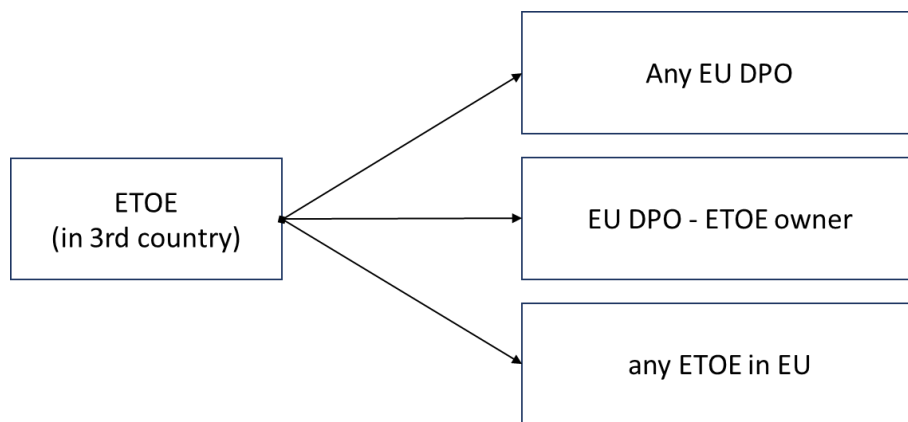 Any EU DPO
ETOE
(in 3rd country)
EU DPO - ETOE owner
any ETOE in EU